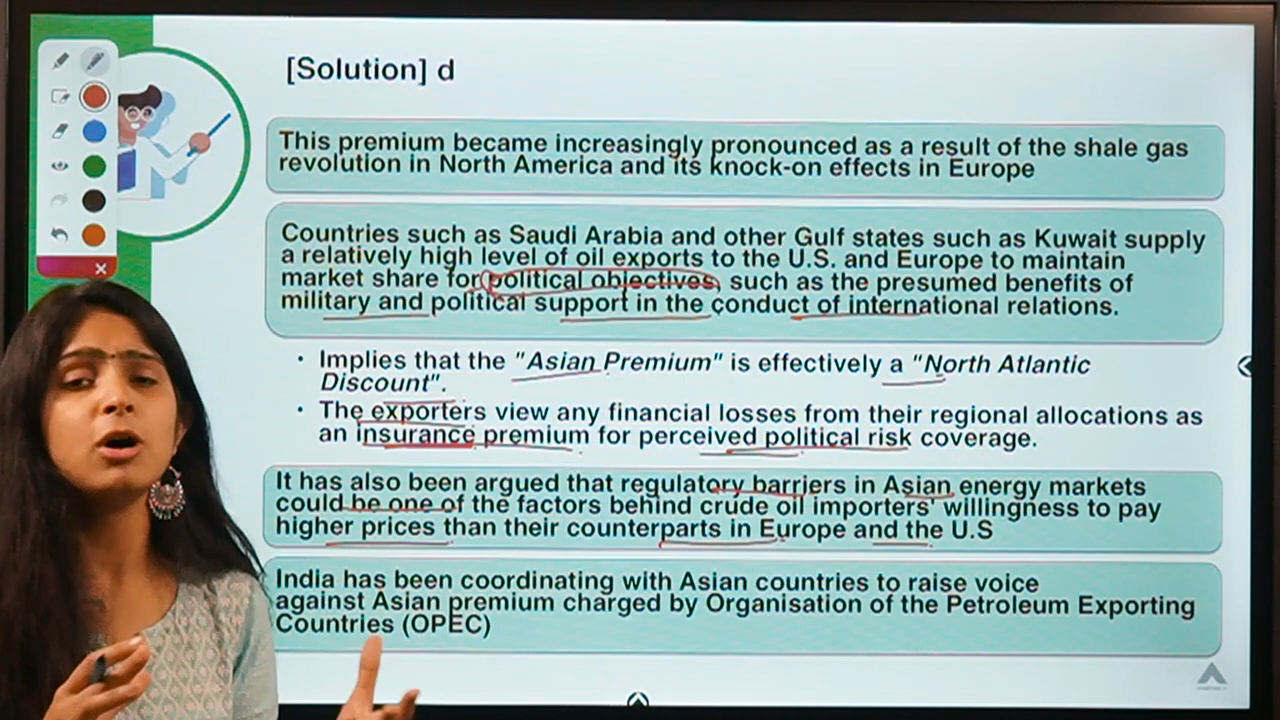 [Solution] d
This premium became increasingly pronounced as a result of the shale gas
revolution in North America and its knock-on effects in Europe
Countries such as Saudi Arabia and other Gulf states such as Kuwait supply
a relatively high level of oil exports to the U.S. and Europe to maintain
market share for political objectives, such as the presumed benefits of
military and political support in the conduct of international relations.
• Implies that the "Asian Premium" is effectively a "North Atlantic
Discount".
• The exporters view any financial losses from their regional allocations as
an insurance premium for perceived political risk coverage.
It has also been argued that regulatory barriers in Asian energy markets
could be one of the factors behind crude oil importers' willingness to pay
higher prices than their counterparts in Europe and the U.S
India has been coordinating with Asian countries to raise voice
against Asian premium charged by Organisation of the Petroleum Exporting
Countries (OPEC)